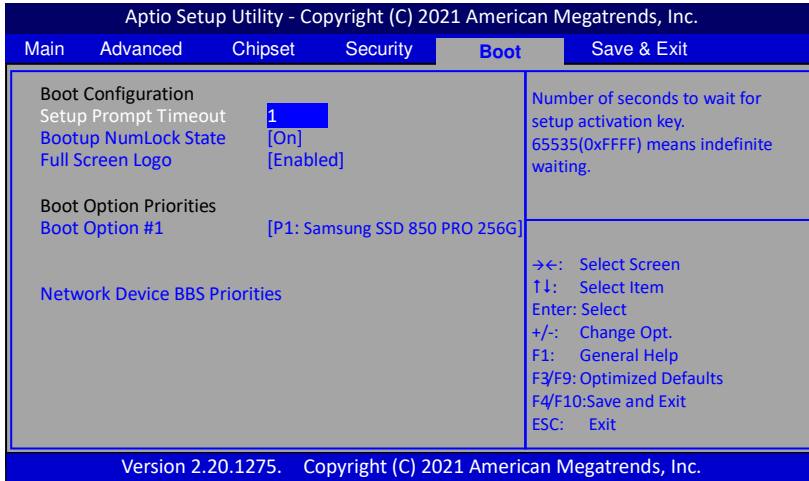 Aptio Setup Utility - Copyright (C) 2021 American Megatrends, Inc.
Main Advanced Chipset Security Boot Save & Exit
Boot Configuration
Setup Prompt Timeout 1
Bootup NumLock State [On]
Full Screen Logo [Enabled]
Boot Option Priorities
Boot Option #1 [P1: Samsung SSD 850 PRO 256G]
Network Device BBS Priorities
Number of seconds to wait for
setup activation key.
65535(0xFFFF) means indefinite
waiting.
→←: Select Screen
↑↓: Select Item
Enter: Select
+/-: Change Opt.
F1: General Help
F3/F9: Optimized Defaults
F4/F10:Save and Exit
ESC: Exit
Version 2.20.1275. Copyright (C) 2021 American Megatrends, Inc.